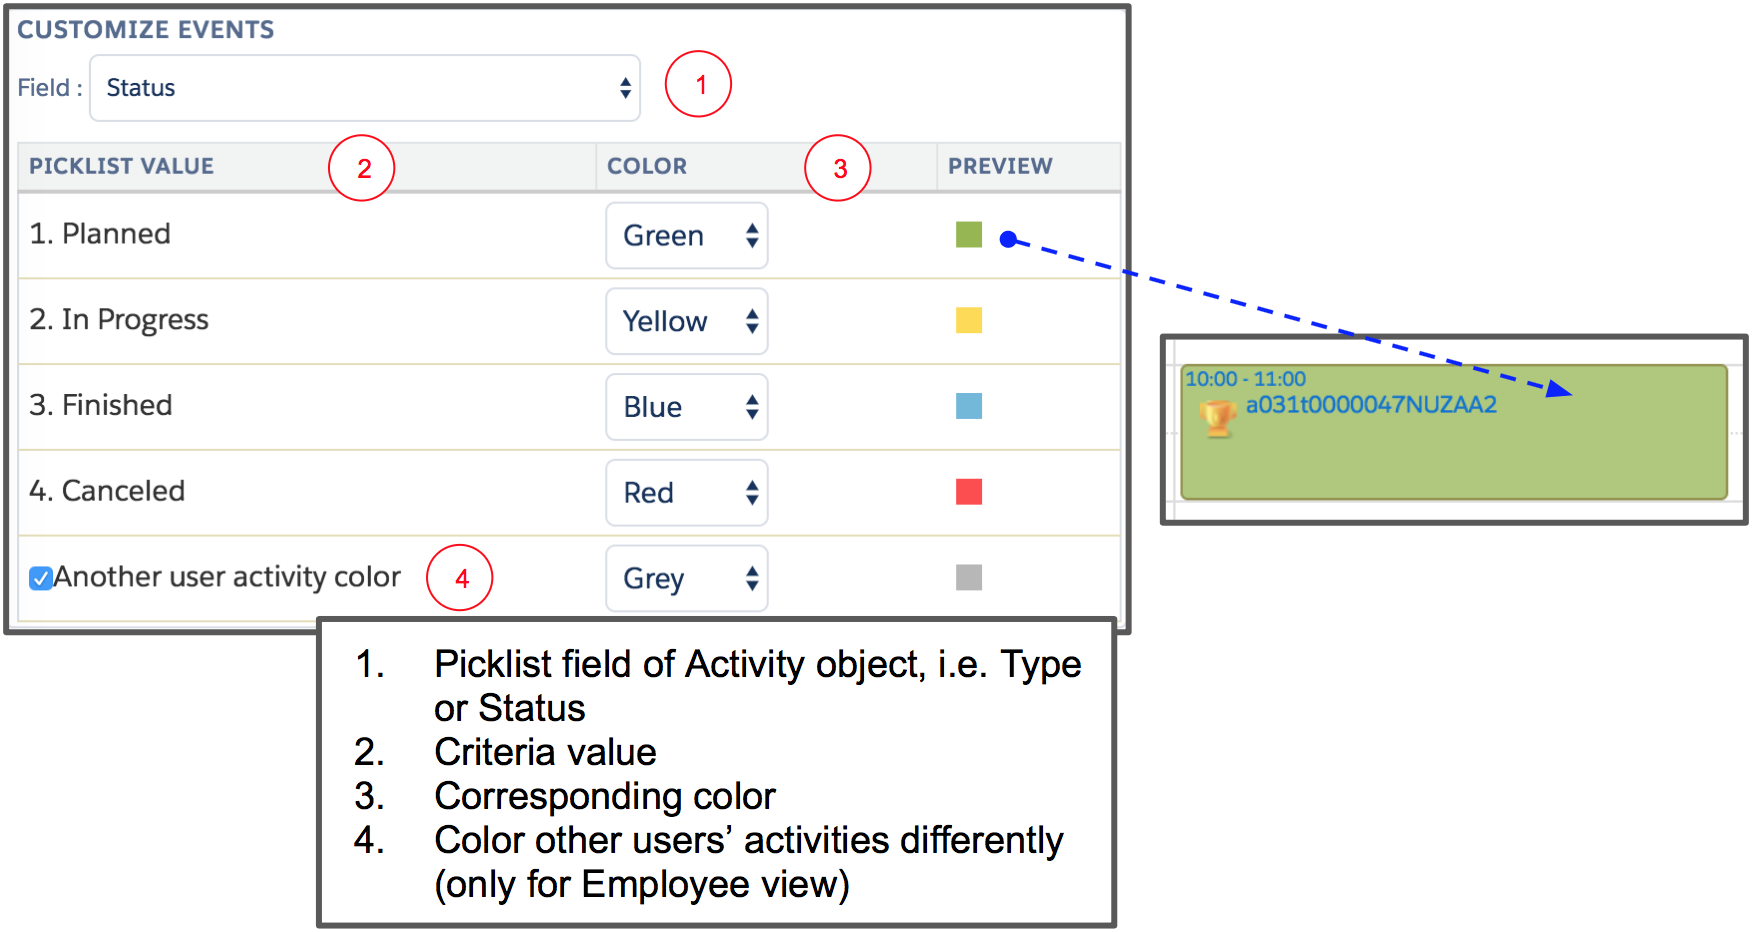 CUSTOMIZE EVENTS
Field : Status 1
PICKLIST VALUE 2 COLOR 3 PREVIEW
1. Planned Green
2. In Progress Yellow
3. Finished Blue
4. Canceled Red
Another user activity color 4 Grey
10:00 - 11:00
a031t0000047NUZAA2
1. Picklist field of Activity object, i.e. Type
or Status
2. Criteria value
3. Corresponding color
4. Color other users’ activities differently
(only for Employee view)